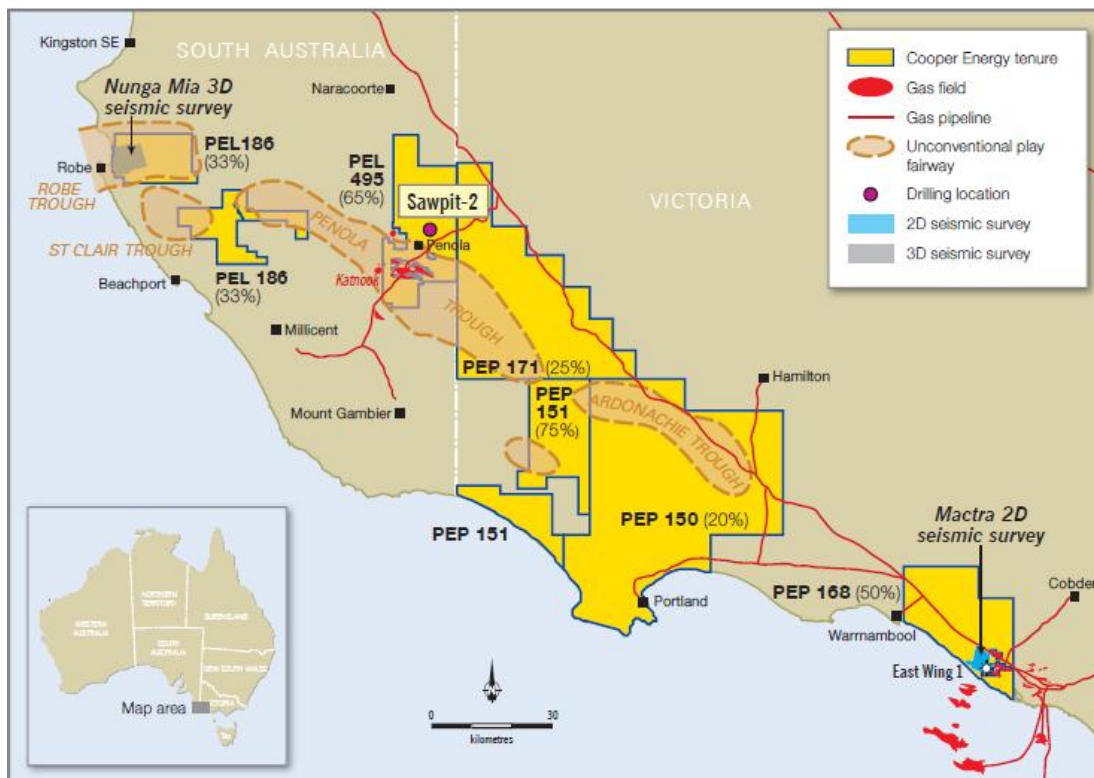 Kingston SE
SOUTH AUSTRALIA
Nunga Mia 3D
seismic survey
Naracoorte
PEL186
(33%)
PEL
495
(65%)
Robe
ROBE
TROUGH
Sawpit-2
VICTORIA
PENOLA
Penola
ST CLAIR TROUGH
Beachport
PEL 186
(33%)
Katnook
Millicent
TROUGH
PEP 171 (25%)
Hamilton
Mount Gambier
PEP
151
(75%)
ARDONACHIE TROUGH
PEP 151
PEP 150 (20%)
Mactra 2D
seismic survey
PEP 168 (50%)
Cobden
Portland
Warrnambool
East Wing 1
Cooper Energy tenure
Gas field
Gas pipeline
Unconventional play
fairway
Drilling location
2D seismic survey
3D seismic survey
N
0 30
kilometres
WESTERN
AUSTRALIA
NORTHERN
TERRITORY
QUEENSLAND
SOUTH
AUSTRALIA
NEW SOUTH WALES
Map area